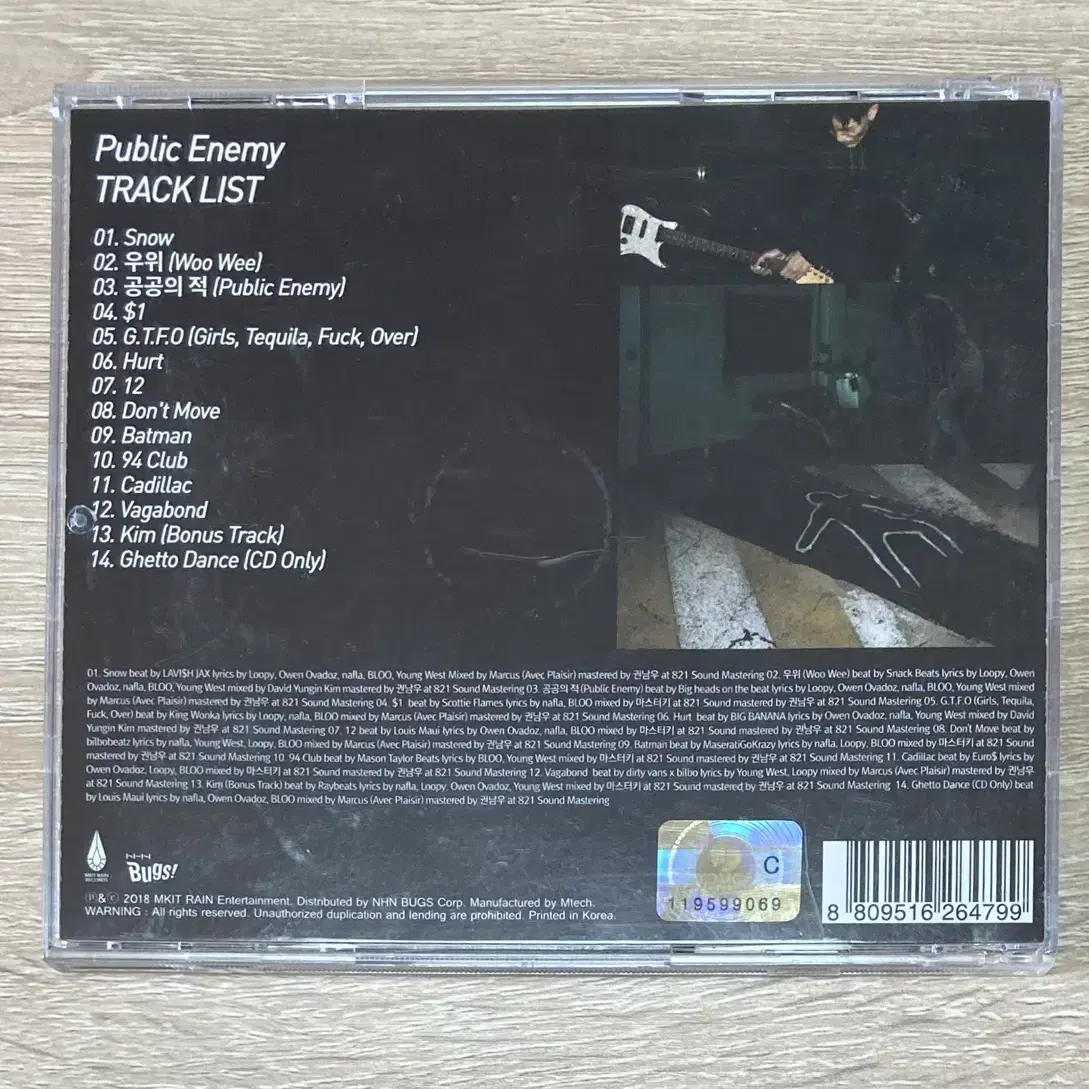 Public Enemy
TRACK LIST
01. Snow
02. 우위 (Woo Wee)
03. 공공의 적 (Public Enemy)
04. $1
05. G.T.F.O (Girls, Tequila, Fuck, Over)
06. Hurt
07. 12
08. Don't Move
09. Batman
10. 94 Club
11. Cadillac
12. Vagabond
13. Kim (Bonus Track)
14. Ghetto Dance (CD Only)
01. Snow beat by LAVI$H JAX lyrics by Loopy, Owen Ovadoz, nafla, BLOO, Young West Mixed by Marcus (Avec Plaisir) mastered by 권남우 at 821 Sound Mastering 02. 우위 (Woo Wee) beat by Snack Beats lyrics by Loopy, Owen
Ovadoz, nafla, BLOO, Young West mixed by David Yungin Kim mastered by 권남우 at 821 Sound Mastering 03. 공공의 적 (Public Enemy) beat by Big heads on the beat lyrics by Loopy, Owen Ovadoz, nafla, BLOO, Young West mixed
by Marcus (Avec Plaisir) mastered by 권남우 at 821 Sound Mastering 04. $1 beat by Scottie Flames lyrics by nafla, BLOO mixed by 마스터키 at 821 Sound mastered by 권남우 at 821 Sound Mastering 05. G.T.F.O (Girls, Tequila,
Fuck, Over) beat by King Wonka lyrics by Loopy, nafla, BLOO mixed by Marcus (Avec Plaisir) mastered by 권남우 at 821 Sound Mastering 06. Hurt beat by BIG BANANA lyrics by Owen Ovadoz, nafla, Young West mixed by David
Yungin Kim mastered by 권남우 at 821 Sound Mastering 07. 12 beat by Louis Maui lyrics by Owen Ovadoz, nafla, BLOO mixed by 마스터키 at 821 Sound mastered by 권남우 at 821 Sound Mastering 08. Don't Move beat by
bilbobeatz lyrics by nafla, Young West, Loopy, BLOO mixed by Marcus (Avec Plaisir) mastered by 권남우 at 821 Sound Mastering 09. Batman beat by MaseratiGoKrazy lyrics by nafla, Loopy, BLOO mixed by 마스터키 at 821 Sound
mastered by 권남우 at 821 Sound Mastering 10. 94 Club beat by Mason Taylor Beats lyrics by BLOO, Young West mixed by 마스터키 at 821 Sound mastered by 권남우 at 821 Sound Mastering 11. Cadillac beat by Euro$ lyrics by
Owen Ovadoz, Loopy, BLOO mixed by 마스터키 at 821 Sound mastered by 권남우 at 821 Sound Mastering 12. Vagabond beat by dirty vans x bilbo lyrics by Young West, Loopy mixed by Marcus (Avec Plaisir) mastered by 권남우
at 821 Sound Mastering 13. Kim (Bonus Track) beat by Raybeats lyrics by nafla, Loopy, Owen Ovadoz, Young West mixed by 마스터키 at 821 Sound mastered by 권남우 at 821 Sound Mastering 14. Ghetto Dance (CD Only) beat
by Louis Maui lyrics by nafla, Owen Ovadoz, BLOO mixed by Marcus (Avec Plaisir) mastered by 권남우 at 821 Sound Mastering
MKIT RAIN
RECORDS
NHN
Bugs!
C
119599069
8 809516 264799
℗&© 2018 MKIT RAIN Entertainment. Distributed by NHN BUGS Corp. Manufactured by Mtech.
WARNING : All rights reserved. Unauthorized duplication and lending are prohibited. Printed in Korea.